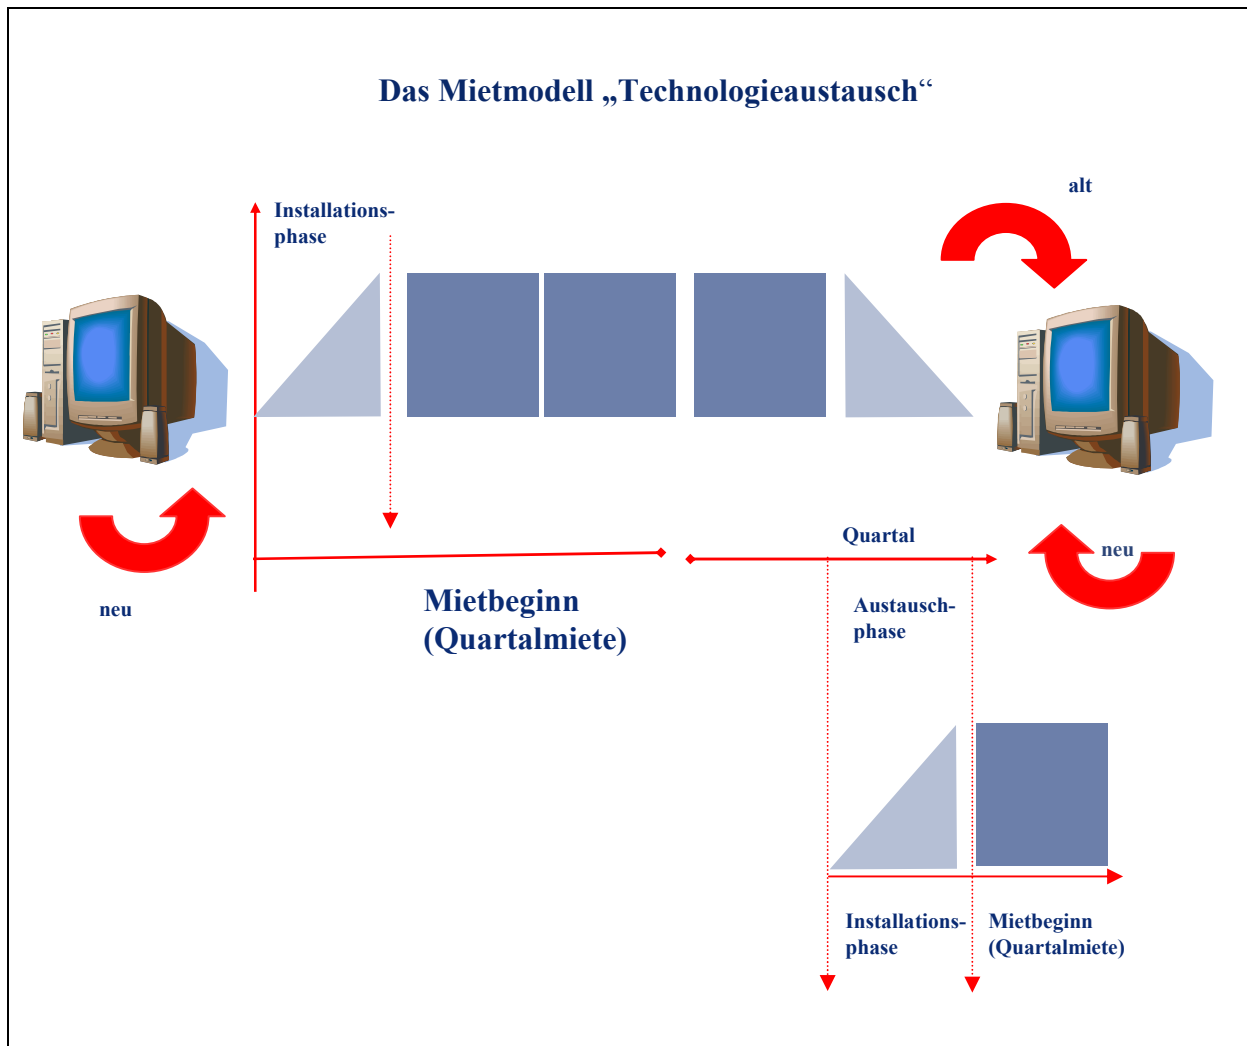 Das Mietmodell „Technologieaustausch“
alt
Installations-
phase
Quartal
neu
neu
Mietbeginn
(Quartalmiete)
Austausch-
phase
Installations-
phase
Mietbeginn
(Quartalmiete)